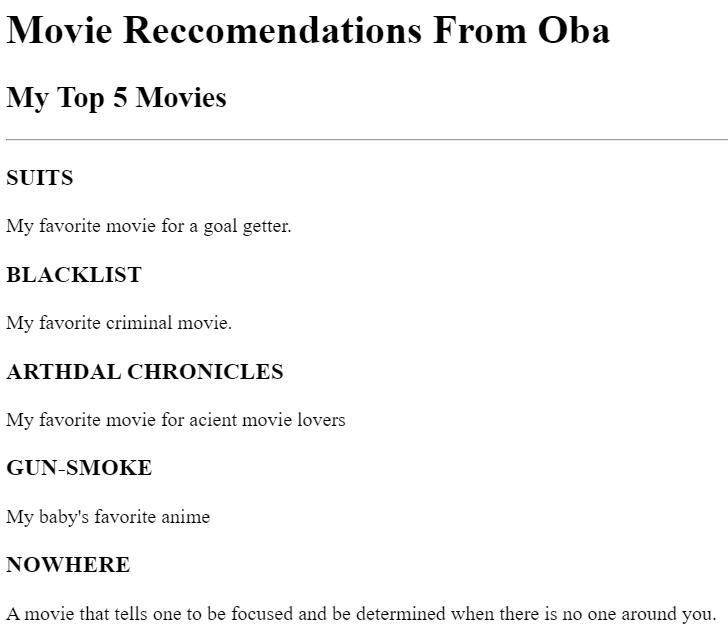 Movie Reccomendations From Oba
My Top 5 Movies
SUITS
My favorite movie for a goal getter.
BLACKLIST
My favorite criminal movie.
ARTHDAL CHRONICLES
My favorite movie for acient movie lovers
GUN-SMOKE
My baby's favorite anime
NOWHERE
A movie that tells one to be focused and be determined when there is no one around you.